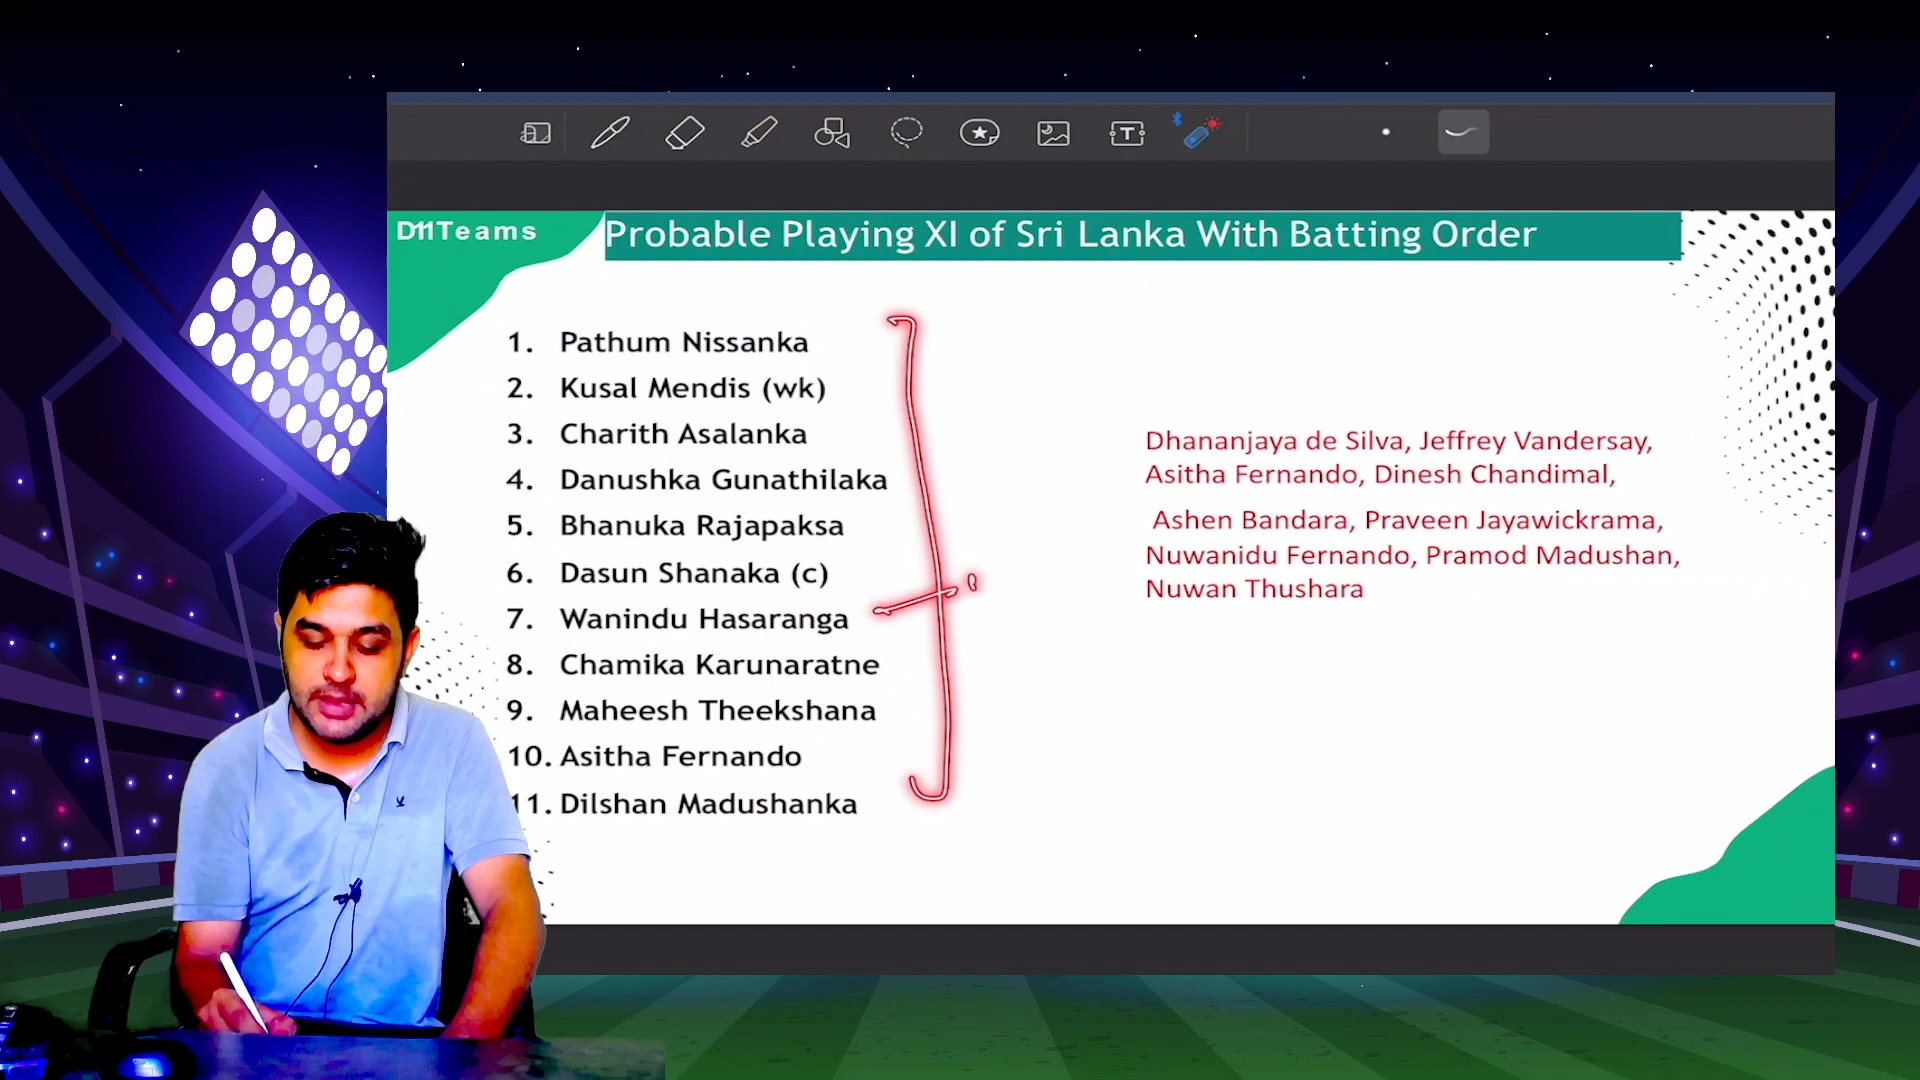 D11Teams
Probable Playing XI of Sri Lanka With Batting Order
1. Pathum Nissanka
2. Kusal Mendis (wk)
3. Charith Asalanka
4. Danushka Gunathilaka
5. Bhanuka Rajapaksa
6. Dasun Shanaka (c)
7. Wanindu Hasaranga
8. Chamika Karunaratne
9. Maheesh Theekshana
10. Asitha Fernando
11. Dilshan Madushanka
Dhananjaya de Silva, Jeffrey Vandersay,
Asitha Fernando, Dinesh Chandimal,
Ashen Bandara, Praveen Jayawickrama,
Nuwanidu Fernando, Pramod Madushan,
Nuwan Thushara